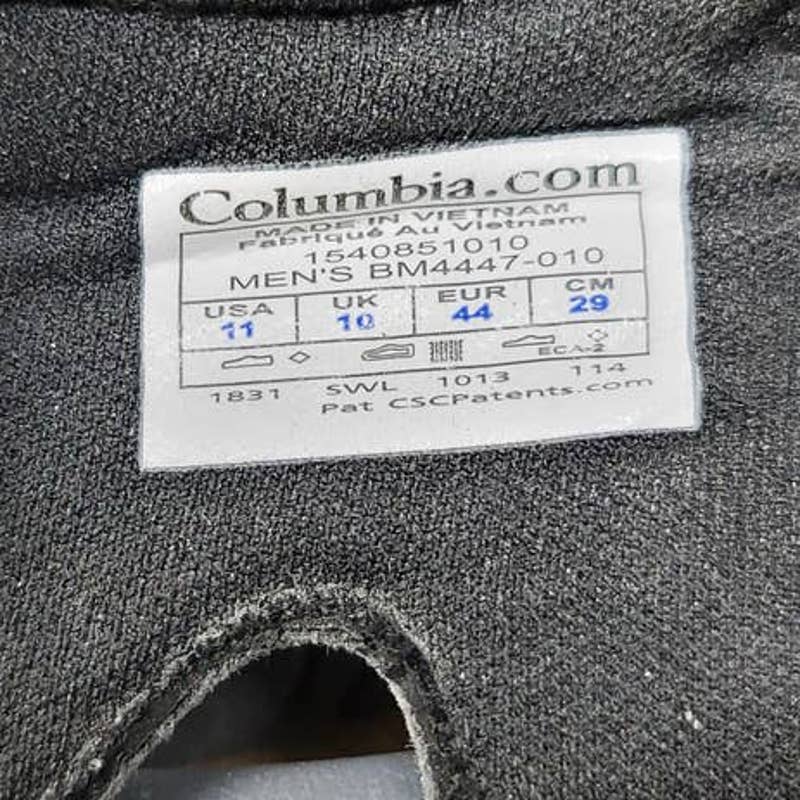 Columbia.com
MADE IN VIETNAM
Fabriqué Au Vietnam
1540851010
MEN'S BM4447-010
USA UK EUR CM
11 10 44 29
ECA-2
1831 SWL 1013 114
Pat CSCPatents.com